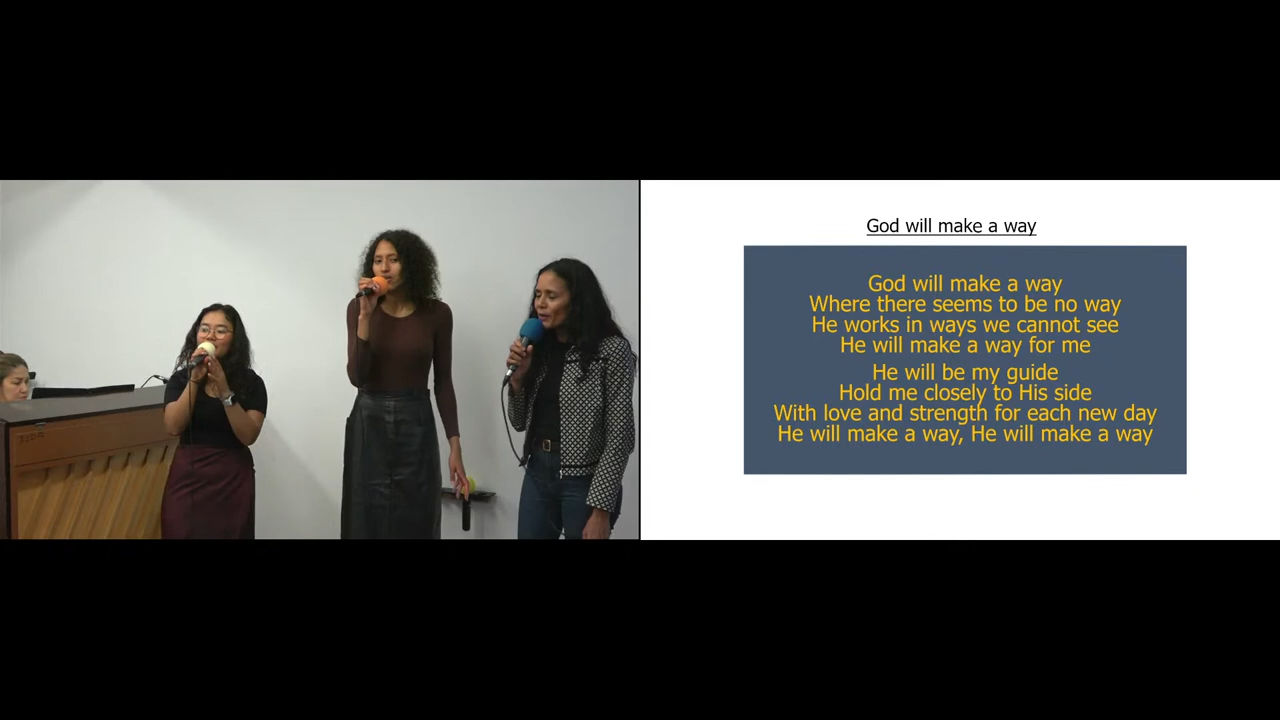 God will make a way
God will make a way
Where there seems to be no way
He works in ways we cannot see
He will make a way for me
He will be my guide
Hold me closely to His side
With love and strength for each new day
He will make a way, He will make a way